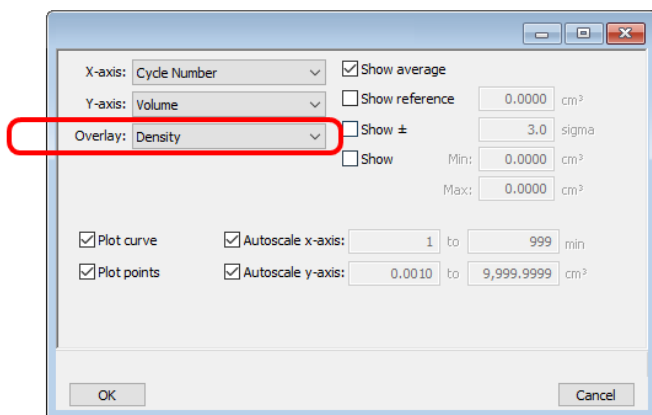 X-axis: Cycle Number Show average
Y-axis: Volume Show reference 0.0000 cm³
Overlay: Density Show ± 3.0 sigma
Show Min: 0.0000 cm³
Max: 0.0000 cm³
Plot curve Autoscale x-axis: 1 to 999 min
Plot points Autoscale y-axis: 0.0010 to 9,999.9999 cm³
OK Cancel